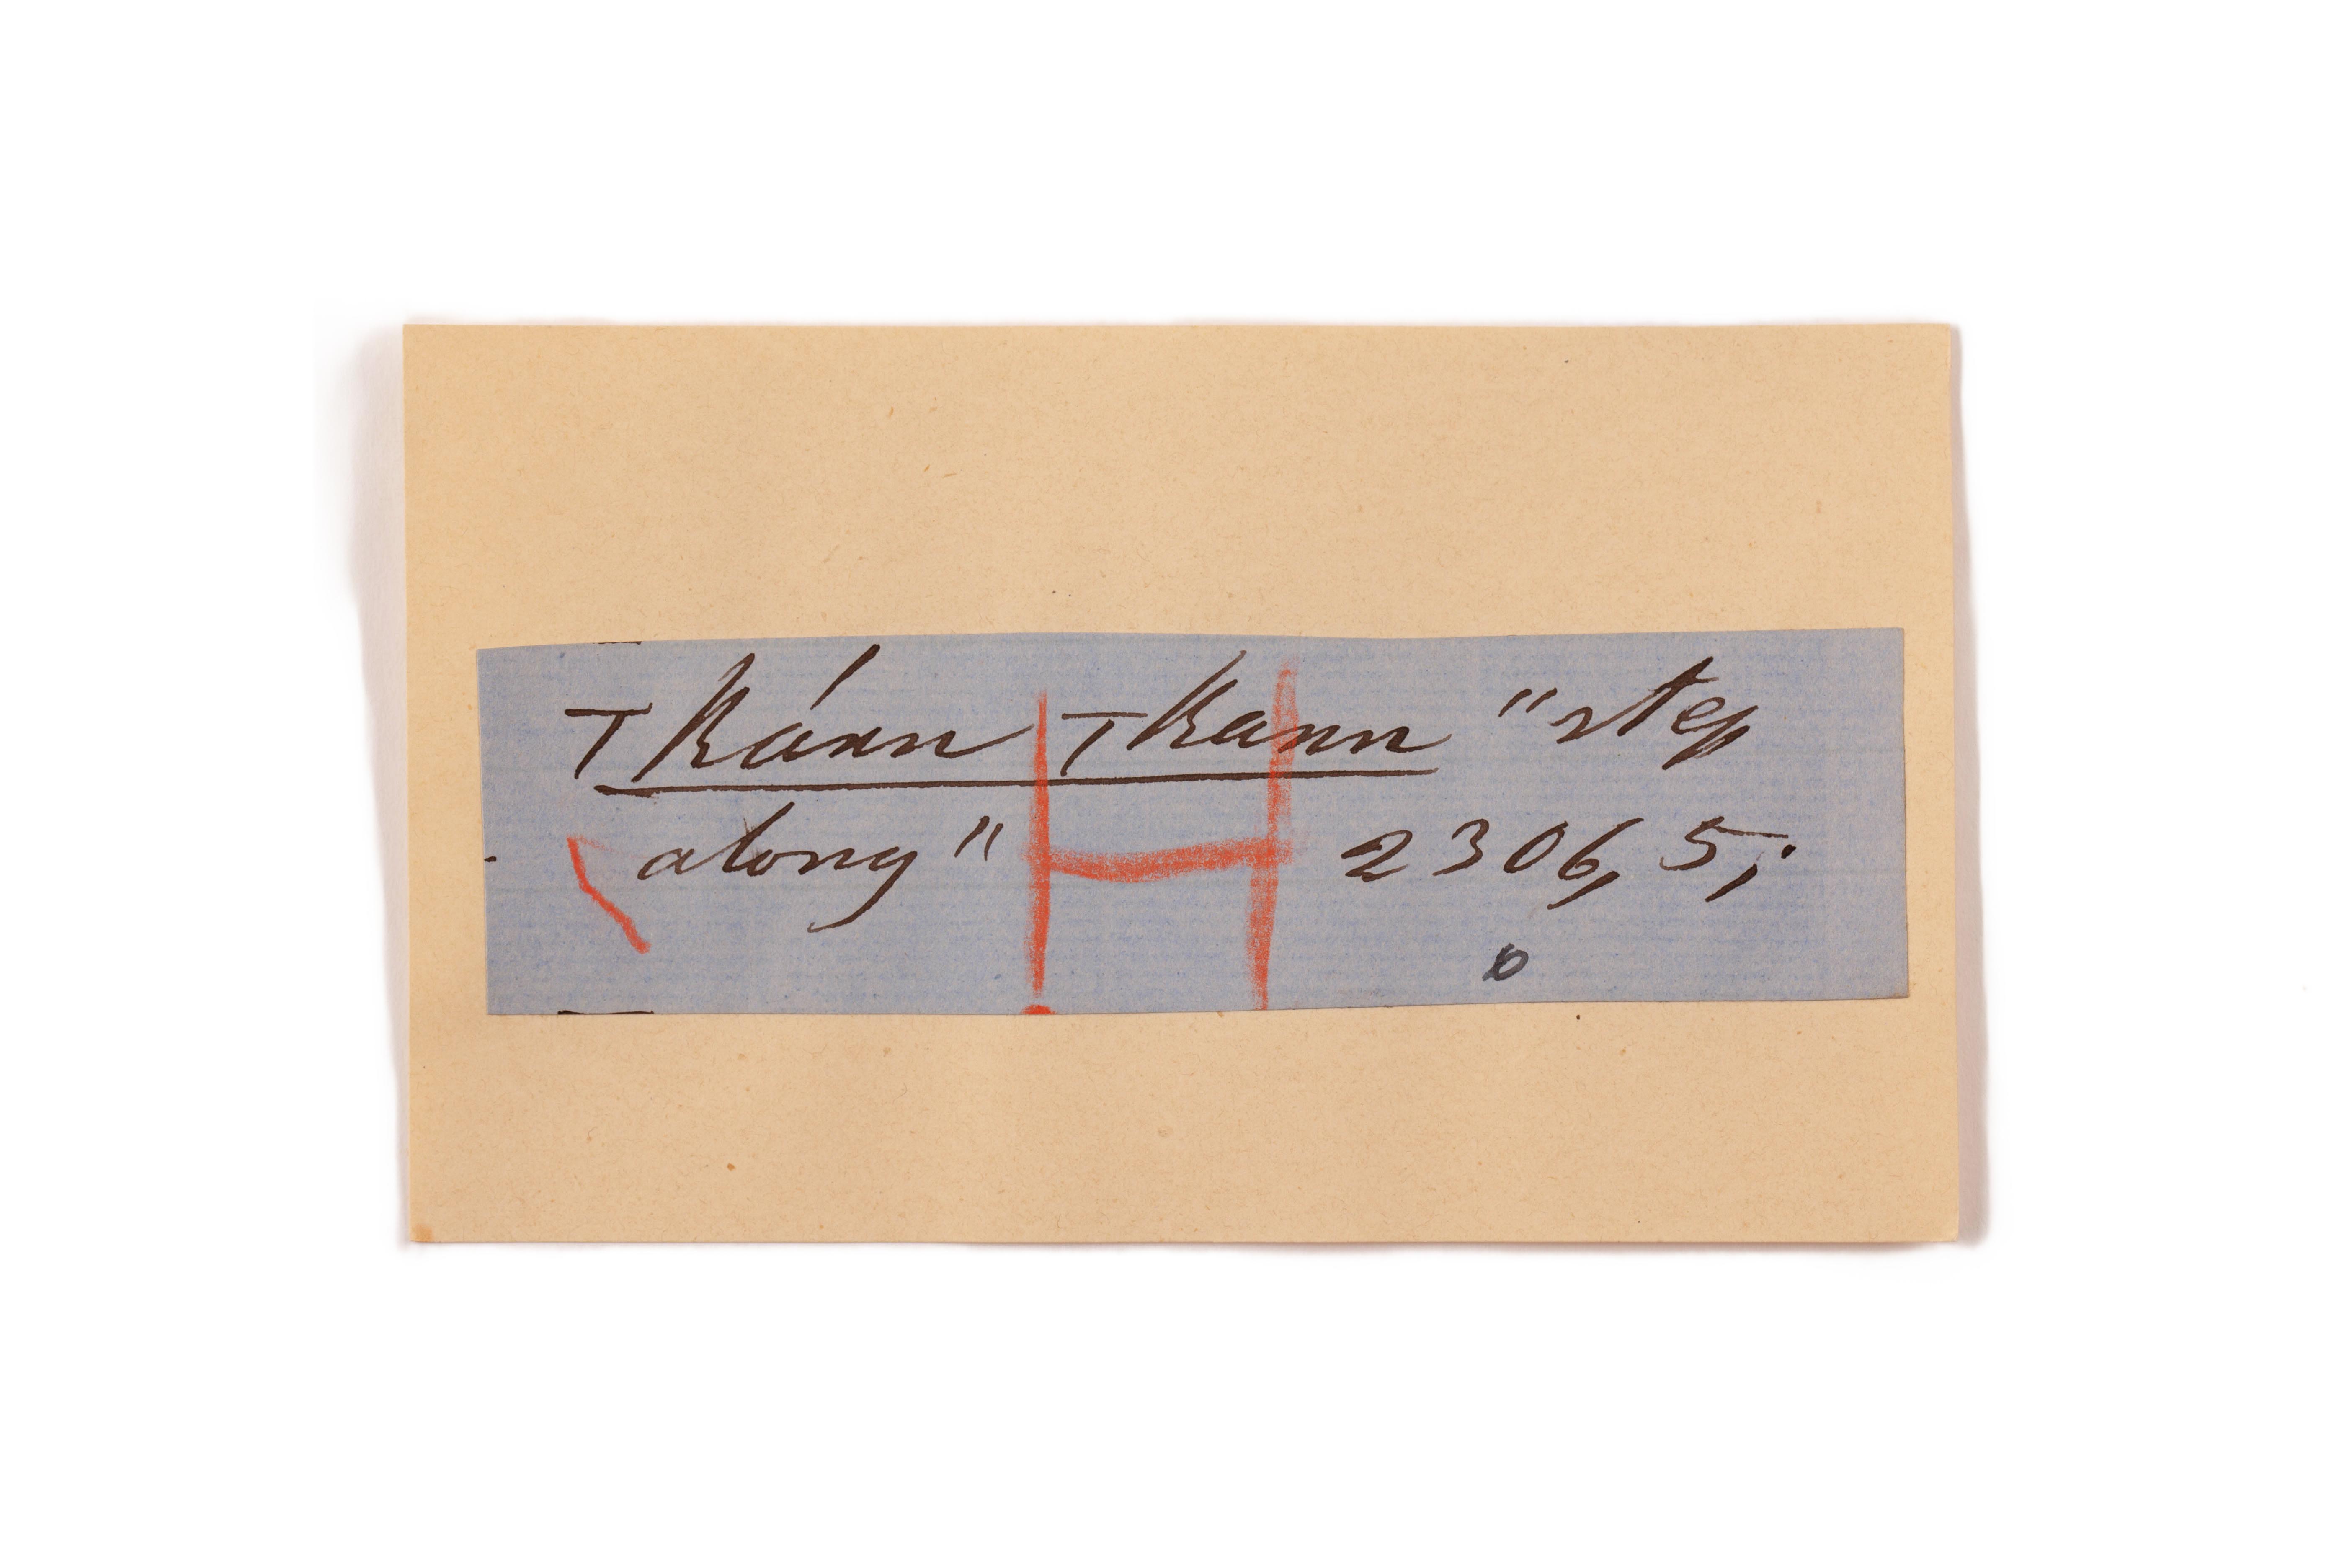 Tkánn Tkann "step
along" H 2306,5;
o